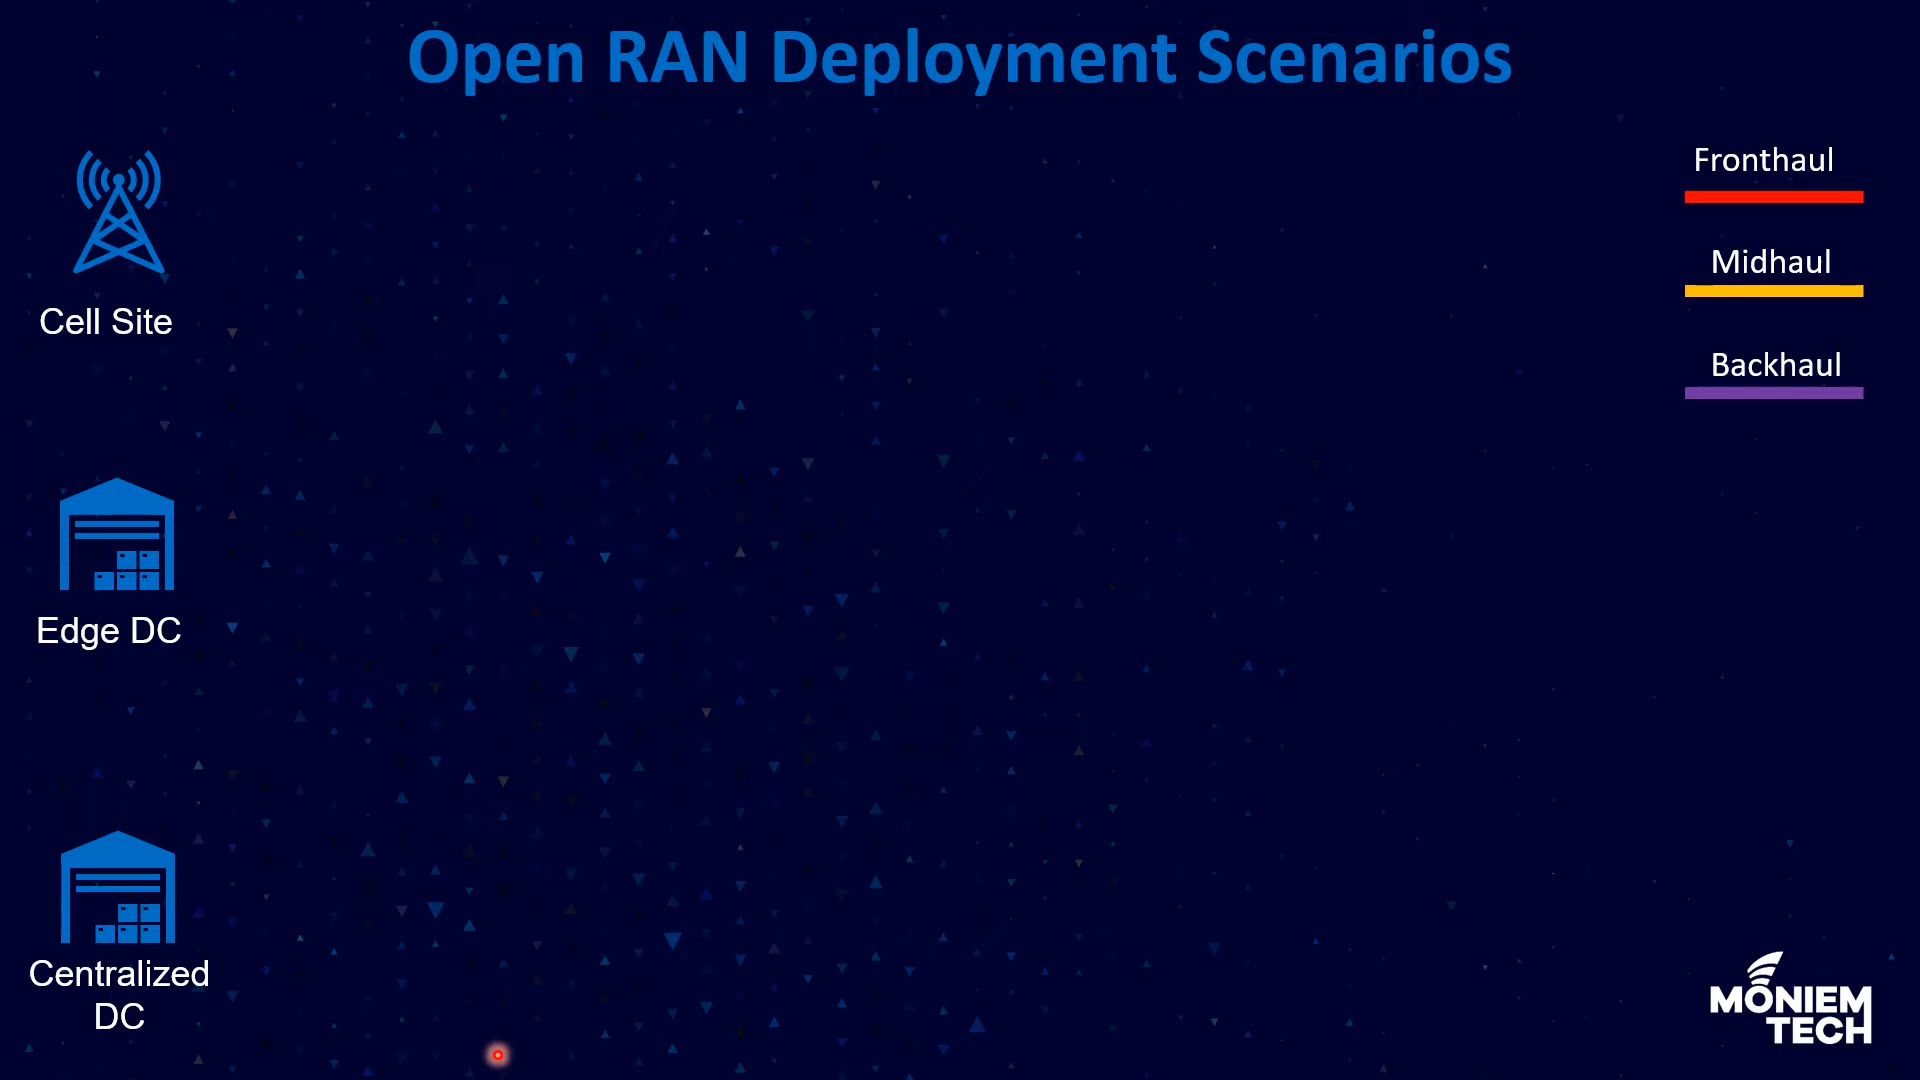 Open RAN Deployment Scenarios
Cell Site
Edge DC
Centralized
DC
Fronthaul
Midhaul
Backhaul
MONIEM
TECH